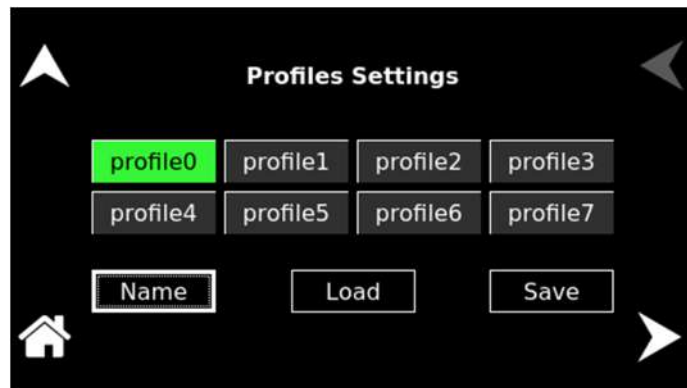 Profiles Settings
profile0 profile1 profile2 profile3
profile4 profile5 profile6 profile7
Name Load Save